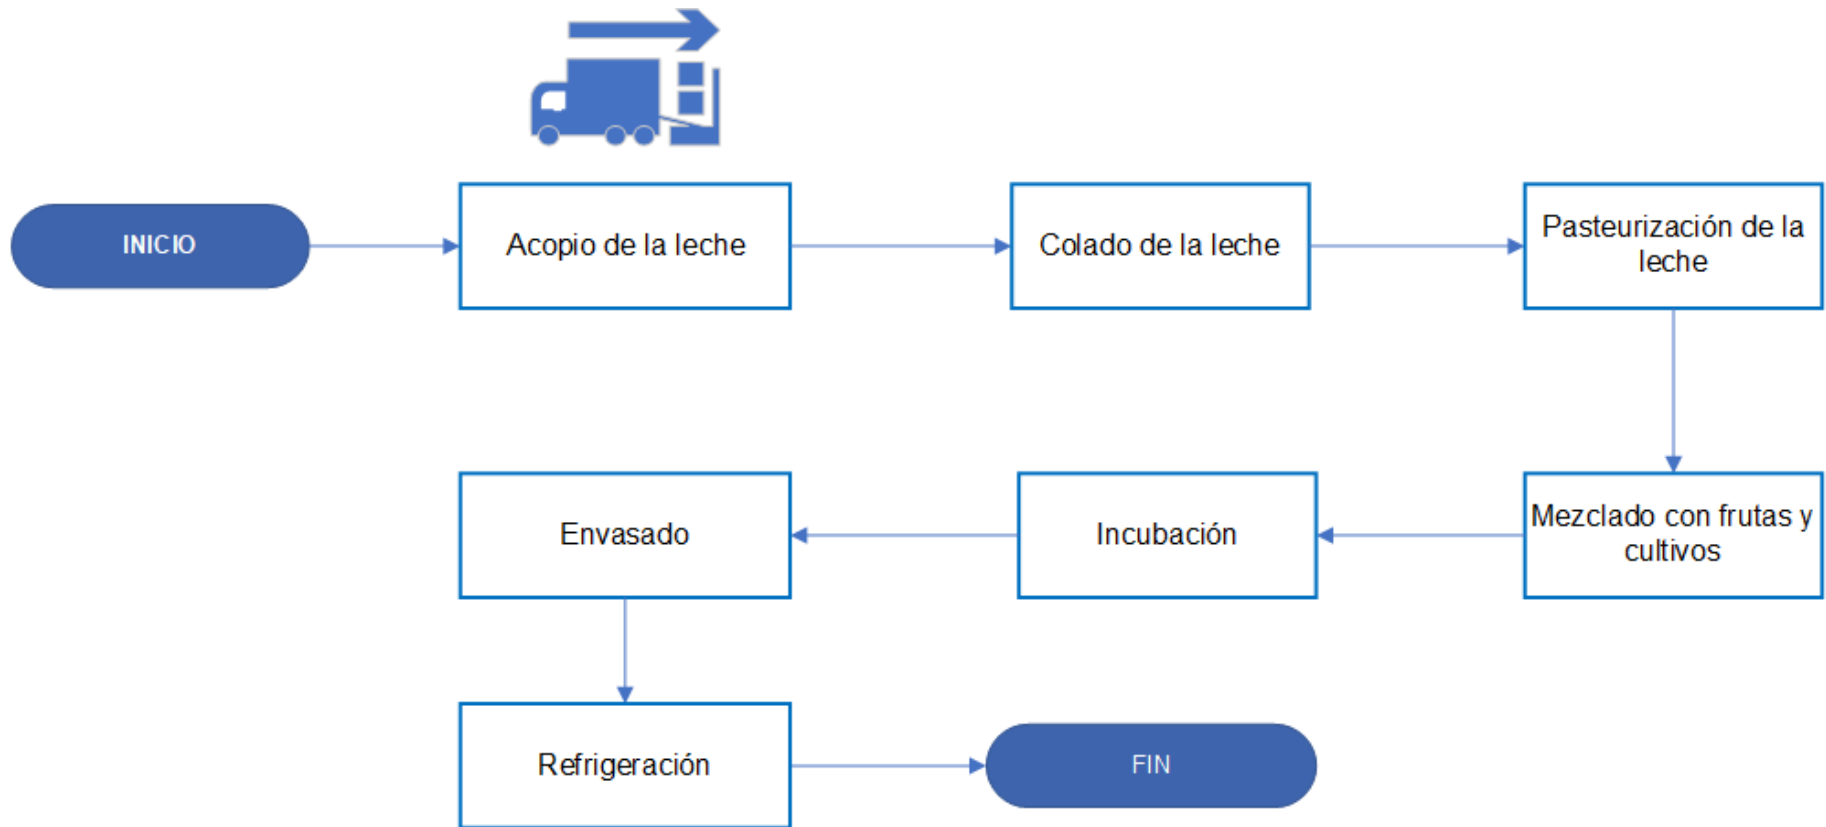 INICIO
Acopio de la leche
Colado de la leche
Pasteurización de la
leche
Mezclado con frutas y
cultivos
Incubación
Envasado
Refrigeración
FIN